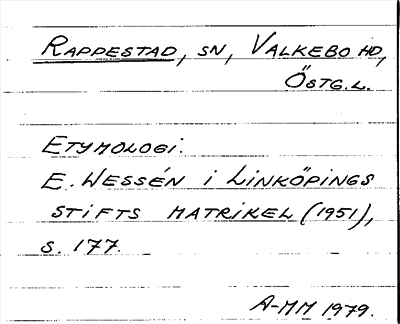 RAPPESTAD, SN, VALKEBO HD,
ÖSTG.L.
ETYMOLOGI:
E. WESSÉN I LINKÖPINGS
STIFTS MATRIKEL (1951),
S. 177.
A-MM 1979.